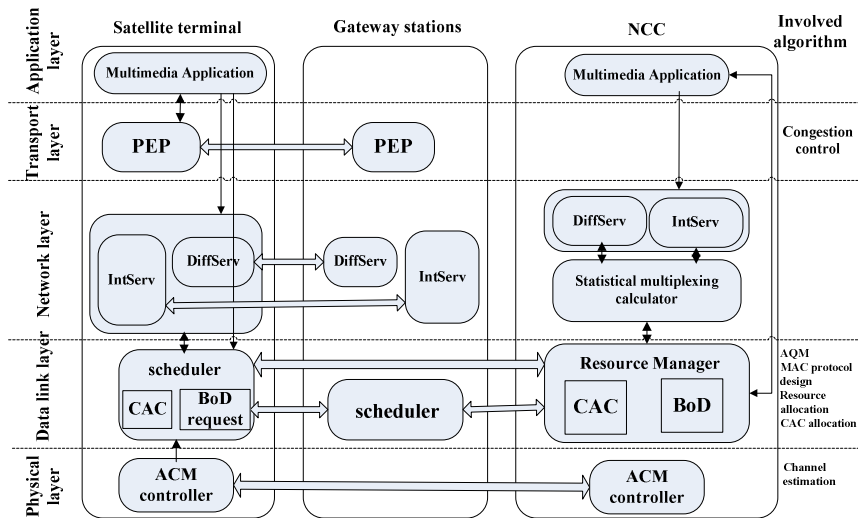 Satellite terminal
Gateway stations
NCC
Involved
algorithm
Application
layer
Multimedia Application
Multimedia Application
Transport
layer
PEP
PEP
Congestion
control
Network layer
IntServ
DiffServ
DiffServ
IntServ
DiffServ
IntServ
Statistical multiplexing
calculator
Data link layer
scheduler
CAC
BoD
request
scheduler
Resource Manager
CAC
BoD
AQM
MAC protocol
design
Resource
allocation
CAC allocation
Physical
layer
ACM
controller
ACM
controller
Channel
estimation